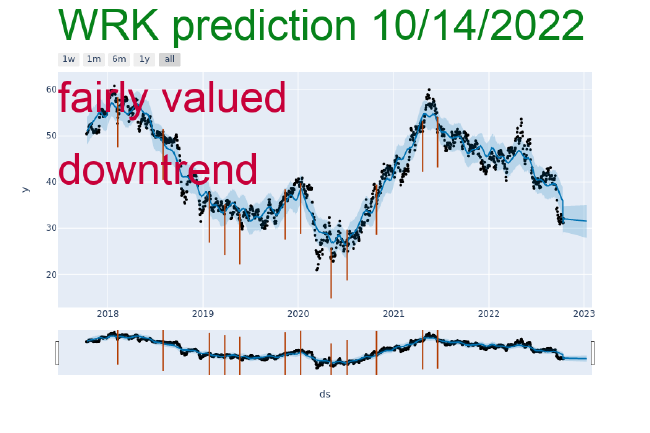 WRK prediction 10/14/2022
1w 1m 6m 1y all
fairly valued
downtrend
60
50
40
30
20
y
2018 2019 2020 2021 2022 2023
ds